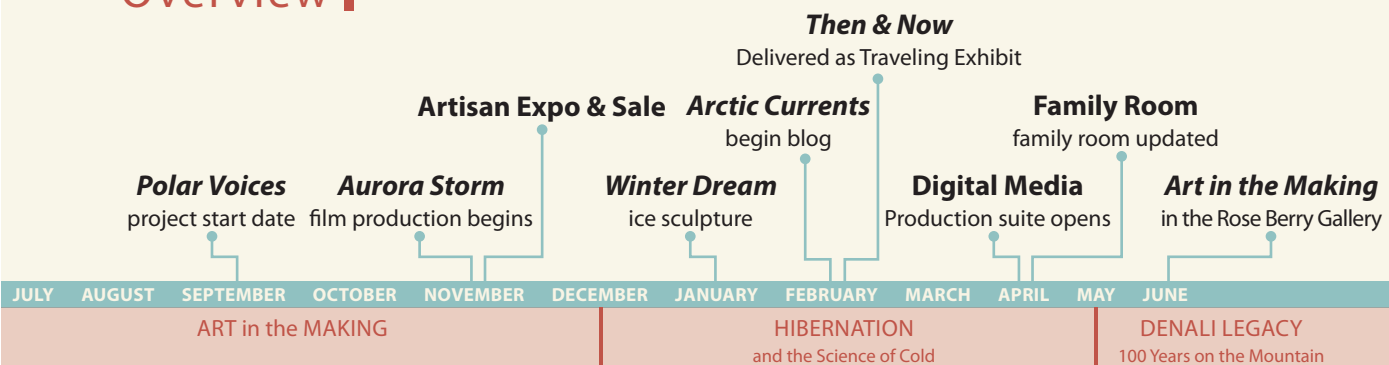 Overview
Then & Now
Delivered as Traveling Exhibit
Artisan Expo & Sale
Arctic Currents
begin blog
Family Room
family room updated
Polar Voices
project start date
Aurora Storm
film production begins
Winter Dream
ice sculpture
Digital Media
Production suite opens
Art in the Making
in the Rose Berry Gallery
JULY AUGUST SEPTEMBER OCTOBER NOVEMBER DECEMBER JANUARY FEBRUARY MARCH APRIL MAY JUNE
ART in the MAKING
HIBERNATION
and the Science of Cold
DENALI LEGACY
100 Years on the Mountain